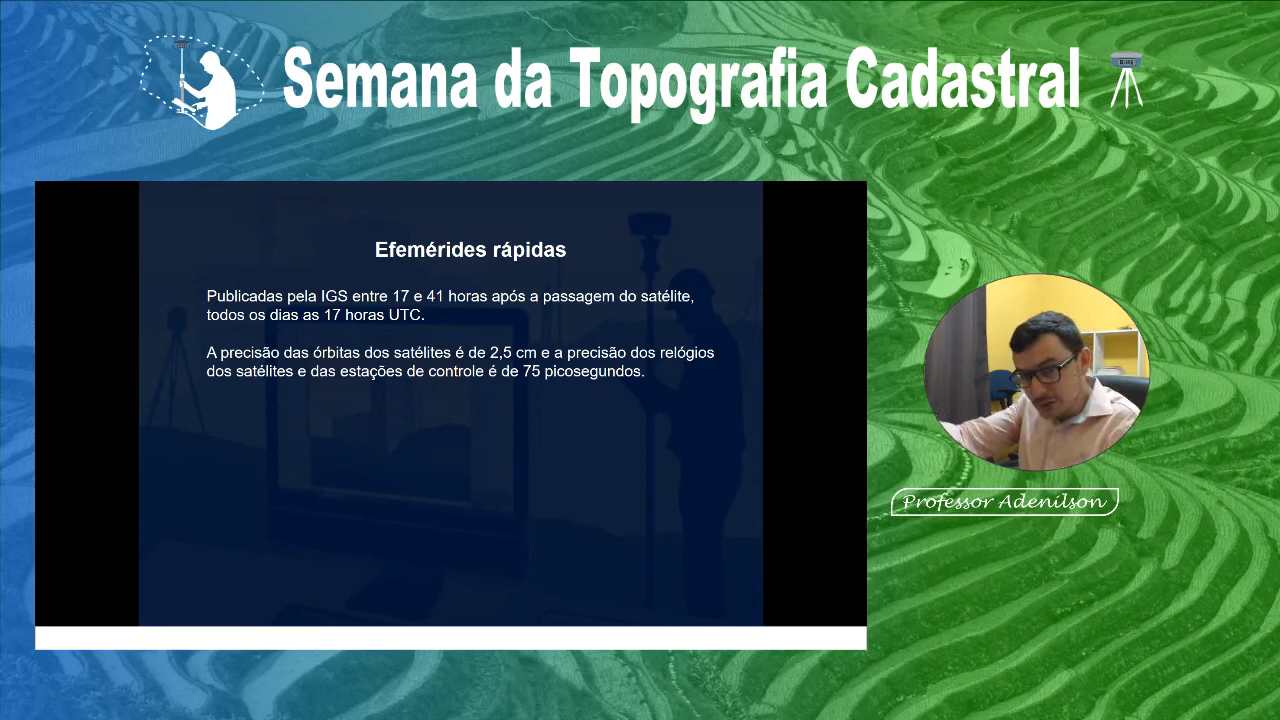 Semana da Topografia Cadastral
Efemérides rápidas
Publicadas pela IGS entre 17 e 41 horas após a passagem do satélite,
todos os dias as 17 horas UTC.
A precisão das órbitas dos satélites é de 2,5 cm e a precisão dos relógios
dos satélites e das estações de controle é de 75 picosegundos.
Professor Adenilson